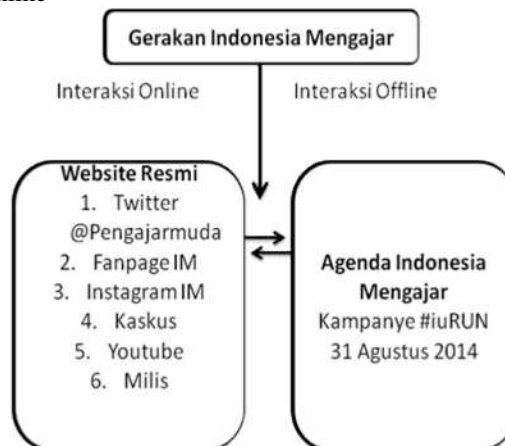 Gerakan Indonesia Mengajar
Interaksi Online
Interaksi Offline
Website Resmi
1. Twitter
@Pengajarmuda
2. Fanpage IM
3. Instagram IM
4. Kaskus
5. Youtube
6. Milis
Agenda Indonesia
Mengajar
Kampanye #iuRUN
31 Agustus 2014